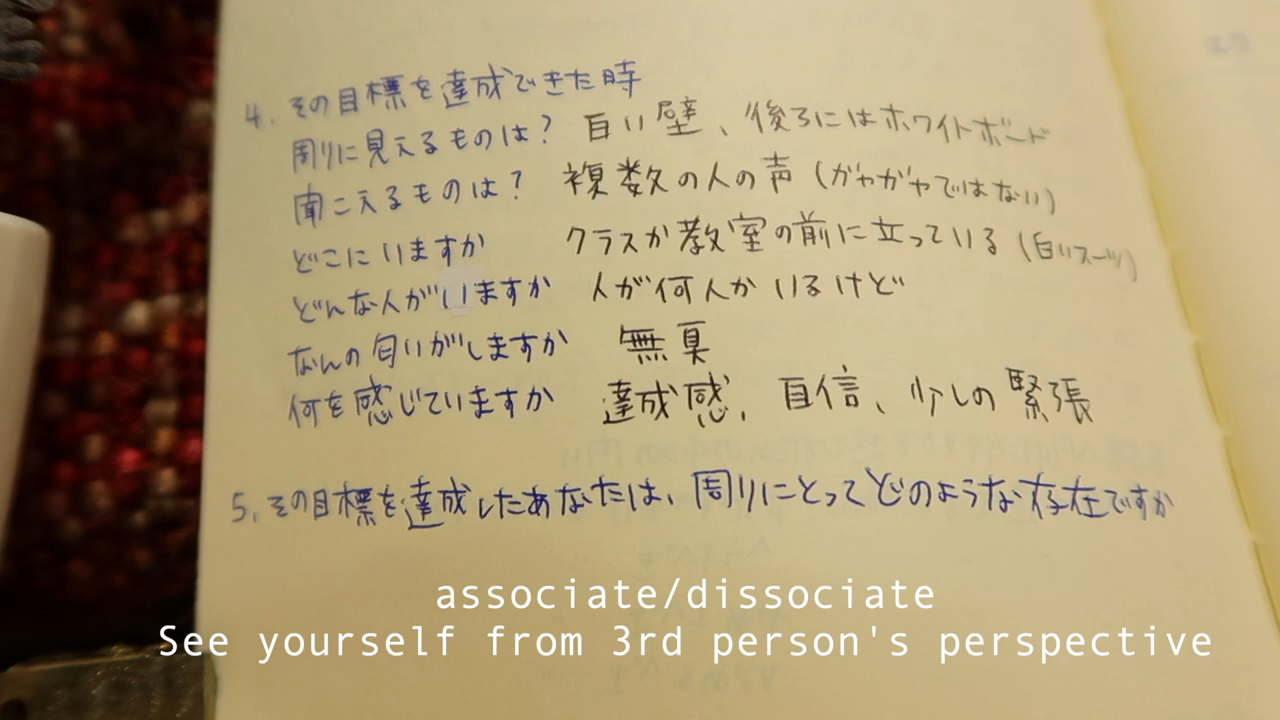 4. その目標を達成できた時
周りに見えるものは? 白い壁、後ろにはホワイトボード
聞こえるものは? 複数の人の声 (ガヤガヤではない)
どこにいますか クラスか教室の前に立っている (白いスーツ)
どんな人がいますか 人が何人かいるけど
なんの匂いがしますか 無臭
何を感じていますか 達成感、自信、少しの緊張
5. その目標を達成したあなたは、周りにとってどのような存在ですか
associate/dissociate
See yourself from 3rd person's perspective